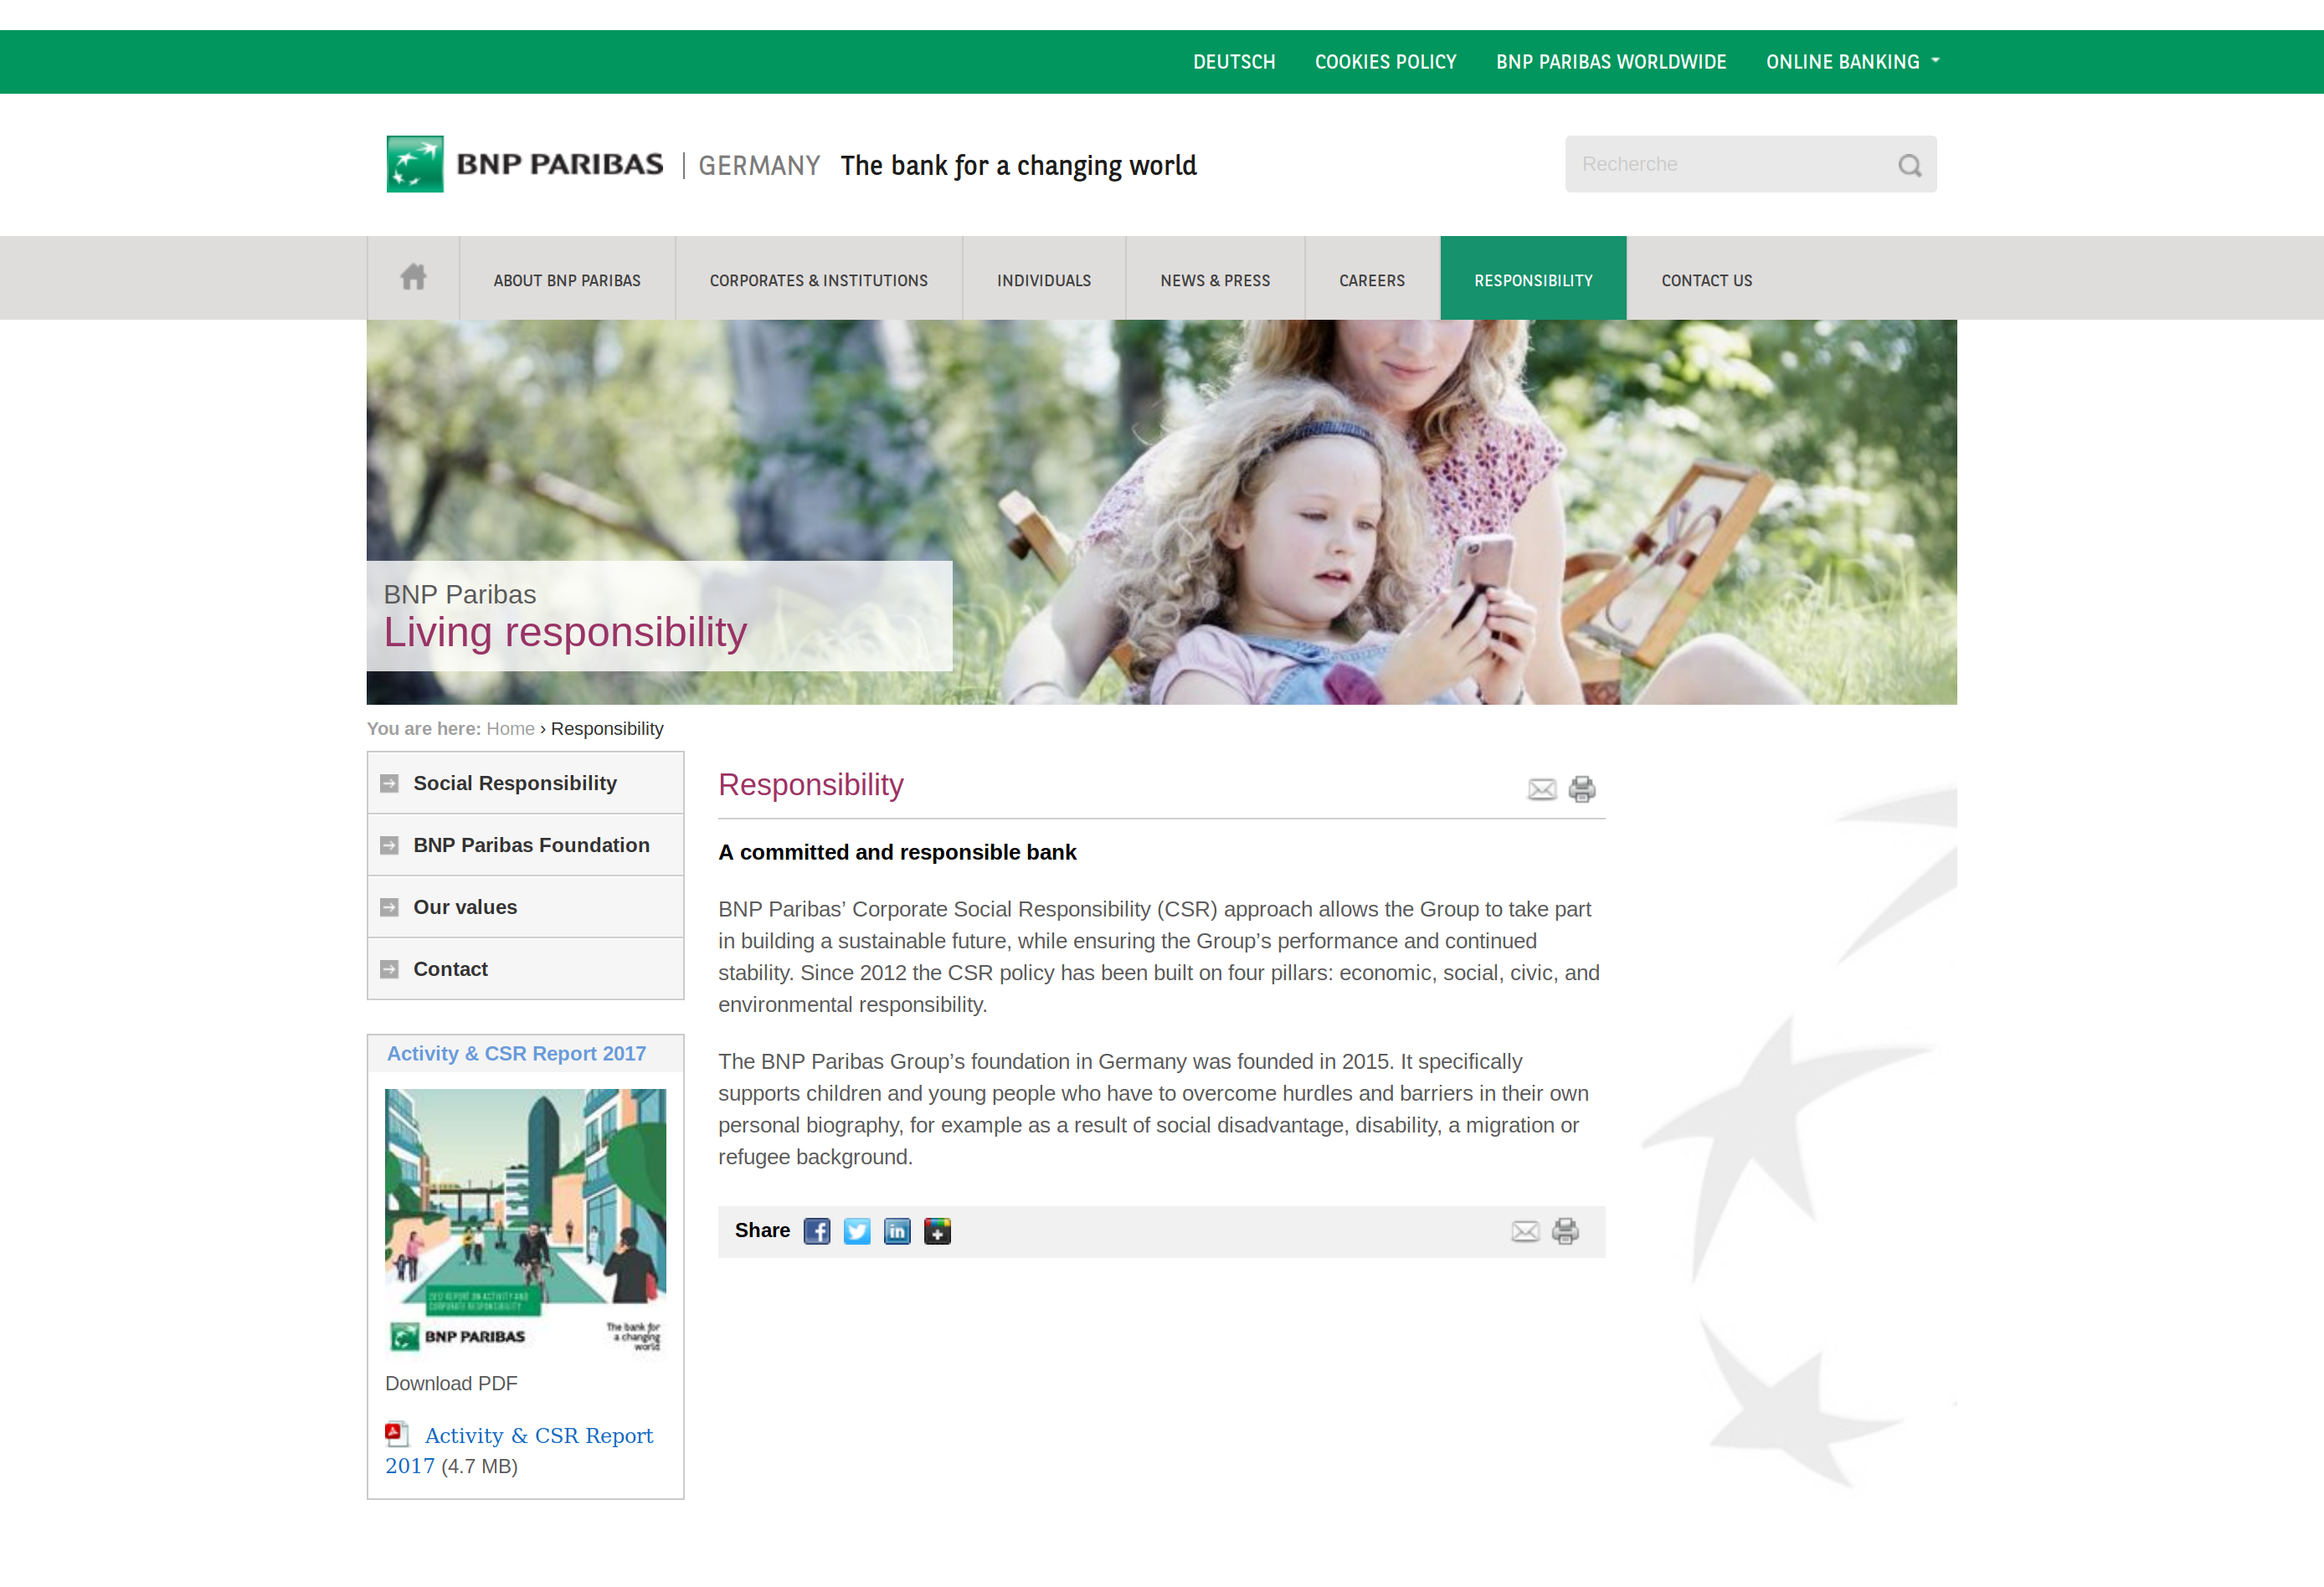 DEUTSCH COOKIES POLICY BNP PARIBAS WORLDWIDE ONLINE BANKING
BNP PARIBAS GERMANY The bank for a changing world
Recherche
ABOUT BNP PARIBAS CORPORATES & INSTITUTIONS INDIVIDUALS NEWS & PRESS CAREERS RESPONSIBILITY CONTACT US
BNP Paribas
Living responsibility
You are here: Home › Responsibility
Social Responsibility
BNP Paribas Foundation
Our values
Contact
Activity & CSR Report 2017
2017 REPORT ON ACTIVITY AND
CORPORATE RESPONSIBILITY
BNP PARIBAS
The bank for
a changing
world
Download PDF
Activity & CSR Report
2017 (4.7 MB)
Responsibility
A committed and responsible bank
BNP Paribas’ Corporate Social Responsibility (CSR) approach allows the Group to take part
in building a sustainable future, while ensuring the Group’s performance and continued
stability. Since 2012 the CSR policy has been built on four pillars: economic, social, civic, and
environmental responsibility.
The BNP Paribas Group’s foundation in Germany was founded in 2015. It specifically
supports children and young people who have to overcome hurdles and barriers in their own
personal biography, for example as a result of social disadvantage, disability, a migration or
refugee background.
Share